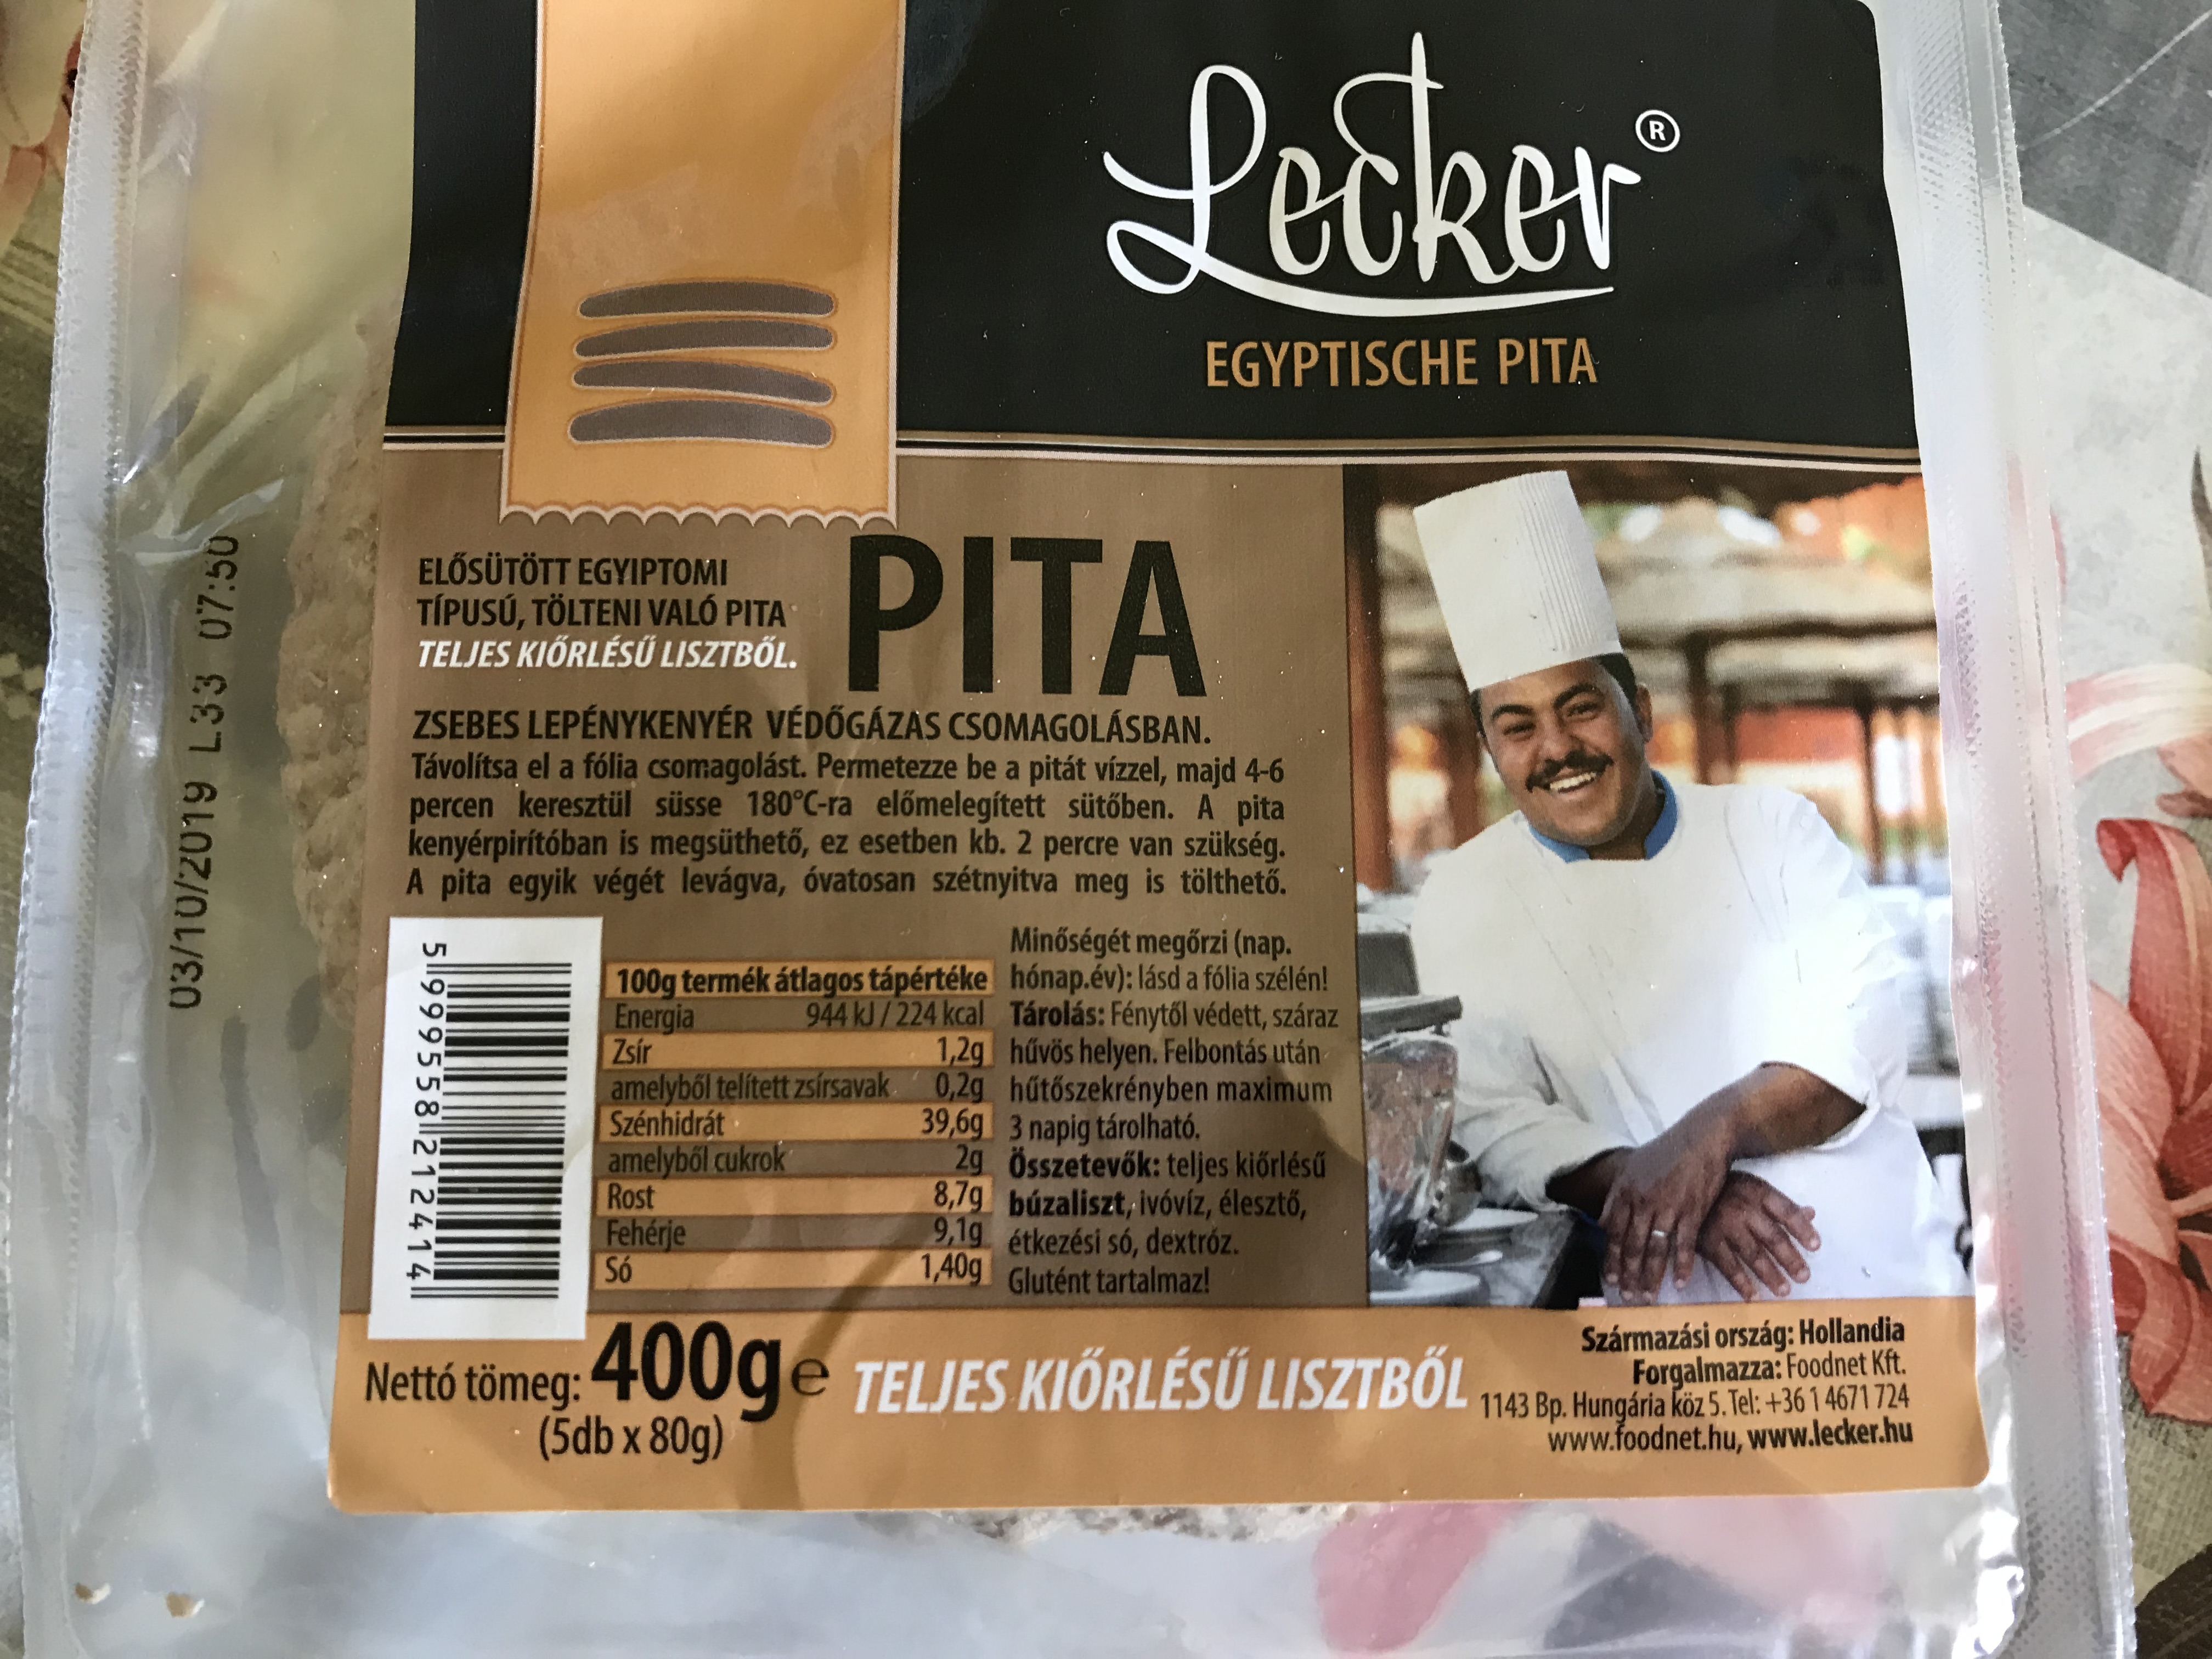 Lecker®
EGYPTISCHE PITA
ELŐSÜTÖTT EGYIPTOMI
TÍPUSÚ, TÖLTENI VALÓ PITA
TELJES KIŐRLÉSŰ LISZTBŐL.
PITA
ZSEBES LEPÉNYKENYÉR VÉDŐGÁZAS CSOMAGOLÁSBAN.
Távolítsa el a fólia csomagolást. Permetezze be a pitát vízzel, majd 4-6
percen keresztül süsse 180°C-ra előmelegített sütőben. A pita
kenyérpirítóban is megsüthető, ez esetben kb. 2 percre van szükség.
A pita egyik végét levágva, óvatosan szétnyitva meg is tölthető.
03/10/2019 L33 07:50
5 999558 212414
100g termék átlagos tápértéke
Energia 944 kJ / 224 kcal
Zsír 1,2g
amelyből telített zsírsavak 0,2g
Szénhidrát 39,6g
amelyből cukrok 2g
Rost 8,7g
Fehérje 9,1g
Só 1,40g
Minőségét megőrzi (nap.
hónap.év): lásd a fólia szélén!
Tárolás: Fénytől védett, száraz
hűvös helyen. Felbontás után
hűtőszekrényben maximum
3 napig tárolható.
Összetevők: teljes kiőrlésű
búzaliszt, ivóvíz, élesztő,
étkezési só, dextróz.
Glutént tartalmaz!
Nettó tömeg: 400g e
(5db x 80g)
TELJES KIŐRLÉSŰ LISZTBŐL
Származási ország: Hollandia
Forgalmazza: Foodnet Kft.
1143 Bp. Hungária köz 5. Tel: +36 1 4671 724
www.foodnet.hu, www.lecker.hu